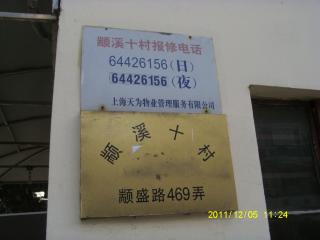 颛溪十村报修电话
64426156(日)
64426156(夜)
上海天为物业管理服务有限公司
颛溪十村
颛盛路469弄
2011/12/05 11:24